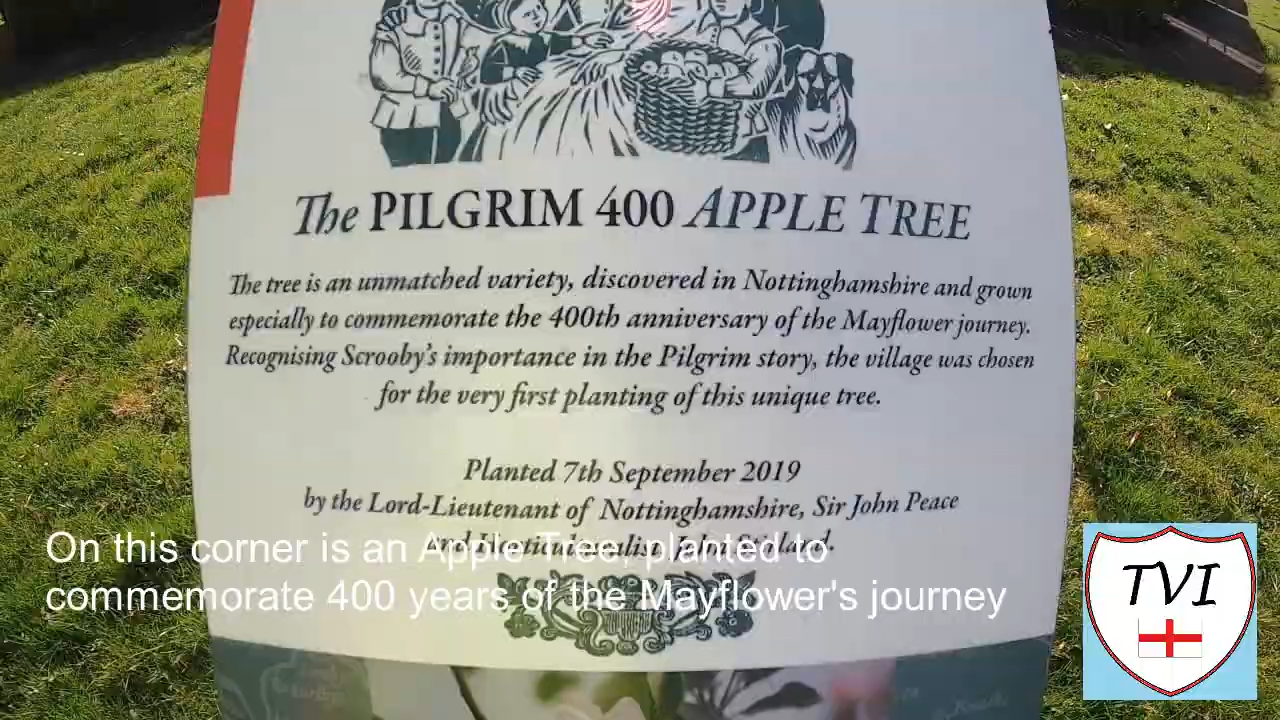 The PILGRIM 400 APPLE TREE
The tree is an unmatched variety, discovered in Nottinghamshire and grown
especially to commemorate the 400th anniversary of the Mayflower journey.
Recognising Scrooby's importance in the Pilgrim story, the village was chosen
for the very first planting of this unique tree.
Planted 7th September 2019
by the Lord-Lieutenant of Nottinghamshire, Sir John Peace
and John
On this corner is an Apple Tree, planted to
commemorate 400 years of the Mayflower's journey
TVI